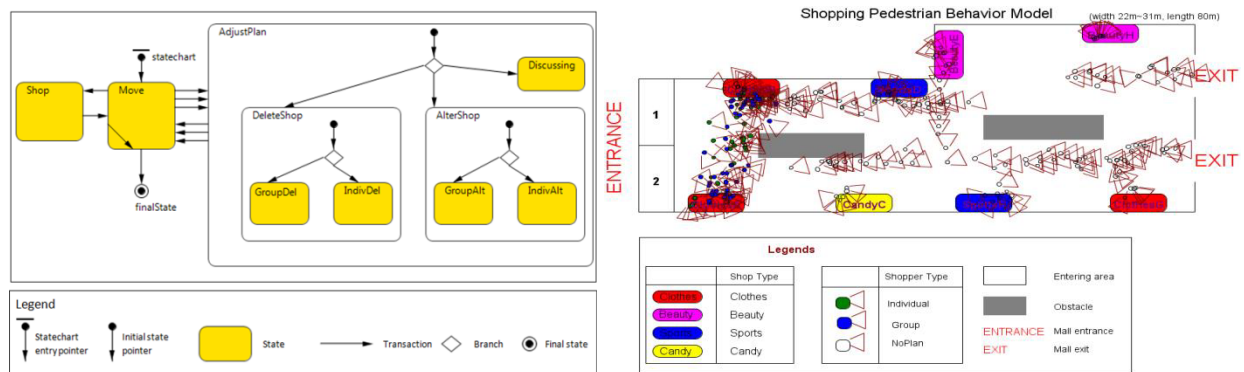 AdjustPlan
statechart
Shop
Move
Discussing
DeleteShop
AlterShop
GroupDel
IndivDel
GroupAlt
IndivAlt
finalState
Legend
Statechart
entrypointer
Initial state
pointer
State
Transaction
Branch
Final state
Shopping Pedestrian Behavior Model
(width 22m~31m, length 80m)
BeautyH
BeautyE
EXIT
ENTRANCE
1
2
EXIT
CandyC
Legends
Shop Type
Clothes
Clothes
Beauty
Beauty
Sports
Candy
Candy
Shopper Type
Individual
Group
NoPlan
Entering area
Obstacle
ENTRANCE
Mall entrance
EXIT
Mall exit